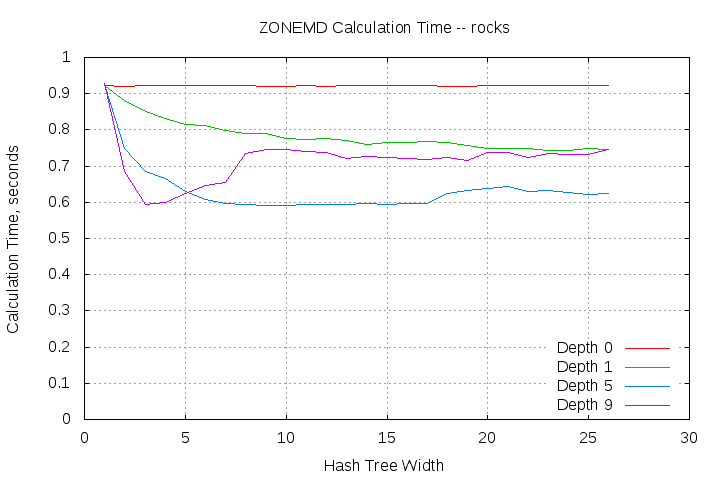 ZONEMD Calculation Time -- rocks
1
0.9
0.8
0.7
0.6
0.5
0.4
0.3
0.2
0.1
0
Calculation Time, seconds
Depth 0
Depth 1
Depth 5
Depth 9
0 5 10 15 20 25 30
Hash Tree Width